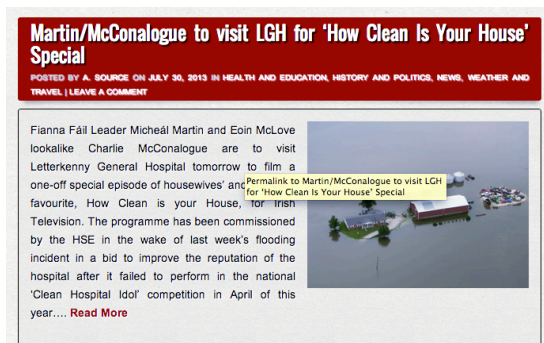 Martin/McConalogue to visit LGH for ‘How Clean Is Your House’
Special
POSTED BY A. SOURCE ON JULY 30, 2013 IN HEALTH AND EDUCATION, HISTORY AND POLITICS, NEWS, WEATHER AND
TRAVEL | LEAVE A COMMENT
Fianna Fáil Leader Micheál Martin and Eoin McLove
lookalike Charlie McConalogue are to visit
Letterkenny General Hospital tomorrow to film a
one-off special episode of housewives’ and
favourite, How Clean is your House, for Irish
Television. The programme has been commissioned
by the HSE in the wake of last week’s flooding
incident in a bid to improve the reputation of the
hospital after it failed to perform in the national
‘Clean Hospital Idol’ competition in April of this
year…. Read More
Permalink to Martin/McConalogue to visit LGH
for ‘How Clean Is Your House’ Special